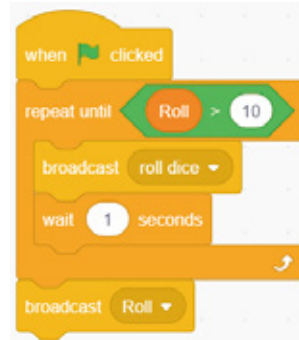 when clicked
repeat until Roll > 10
broadcast roll dice
wait 1 seconds
broadcast Roll